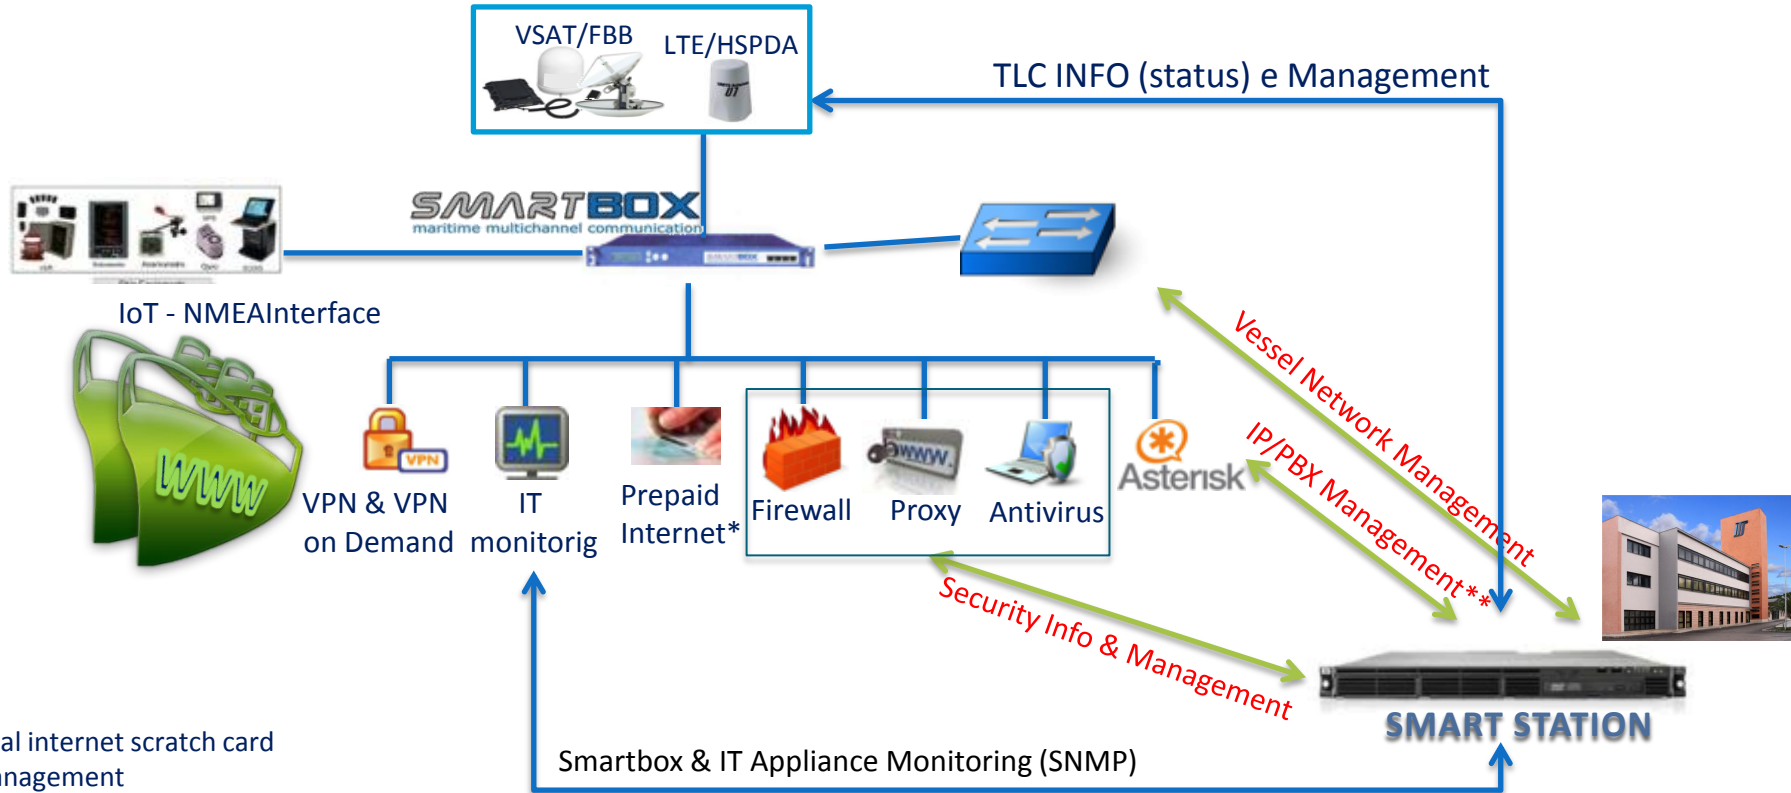 VSAT/FBB
LTE/HSPDA
TLC INFO (status) e Management
SMARTBOX
maritime multichannel communication
SMARTBOX
IoT - NMEAInterface
www
VPN
VPN & VPN
on Demand
IT
monitorig
Prepaid
Internet*
Firewall
www.
Proxy
Antivirus
Asterisk
Vessel Network Management
IP/PBX Management**
Security Info & Management
SMART STATION
Smartbox & IT Appliance Monitoring (SNMP)
al internet scratch card
nagement